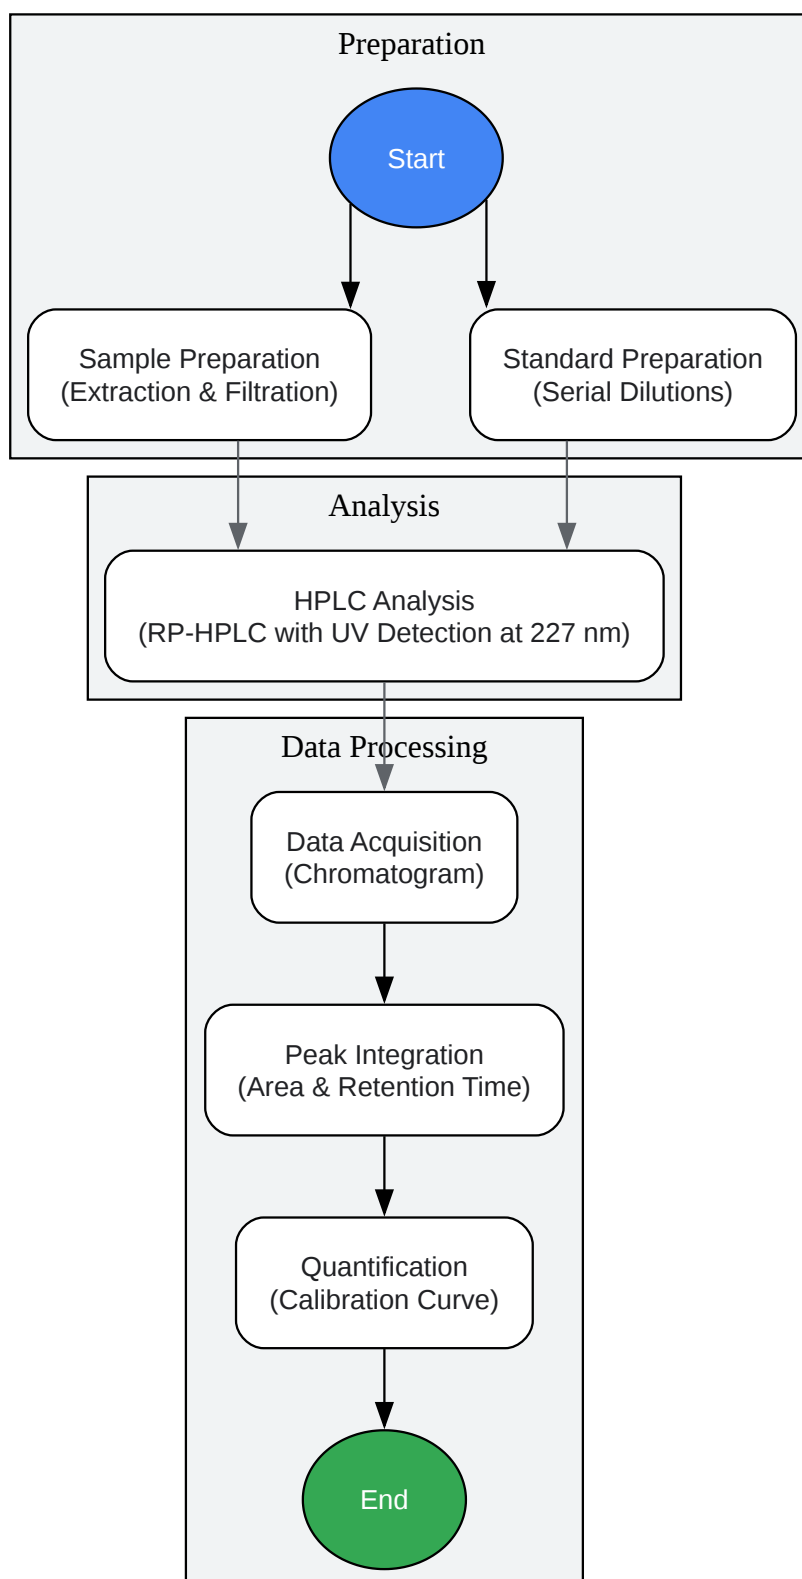 Preparation
Start
Sample Preparation
(Extraction & Filtration)
Standard Preparation
(Serial Dilutions)
Analysis
HPLC Analysis
(RP-HPLC with UV Detection at 227 nm)
Data Processing
Data Acquisition
(Chromatogram)
Peak Integration
(Area & Retention Time)
Quantification
(Calibration Curve)
End